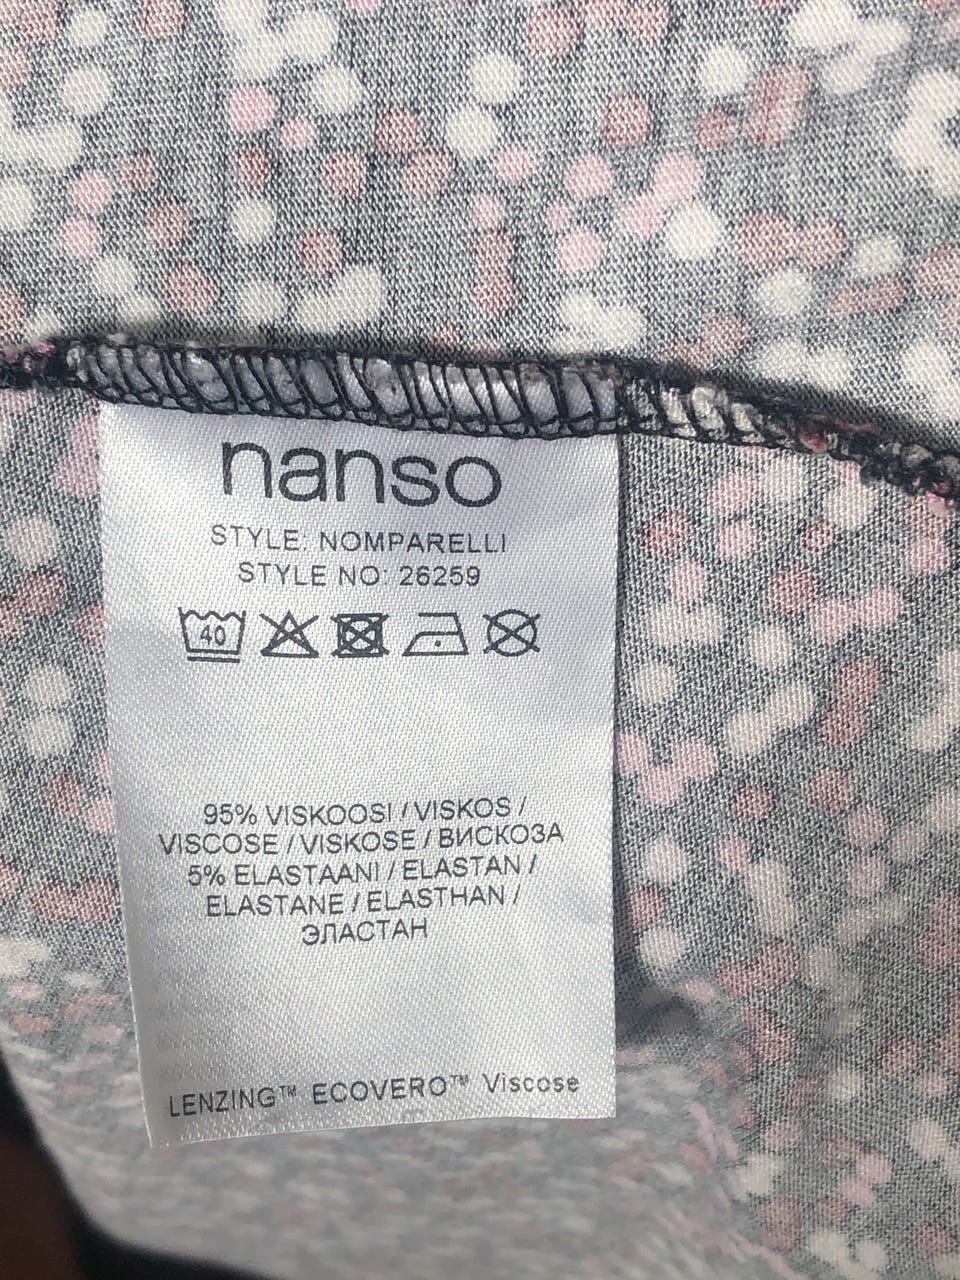 nanso
STYLE: NOMPARELLI
STYLE NO: 26259
40
95% VISKOOSI / VISKOS /
VISCOSE / VISKOSE / ВИСКОЗА
5% ELASTAANI / ELASTAN /
ELASTANE / ELASTHAN /
ЭЛАСТАН
LENZING™ ECOVERO™ Viscose